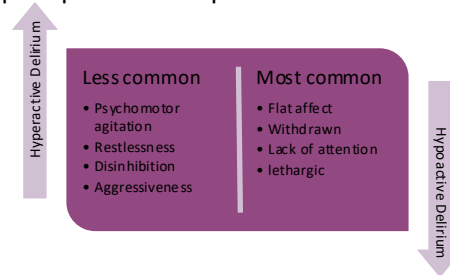 Hyperactive Delirium
Less common
• Psychomotor
agitation
• Restlessness
• Disinhibition
• Aggressiveness
Most common
• Flat affect
• Withdrawn
• Lack of attention
• lethargic
Hypoactive Delirium